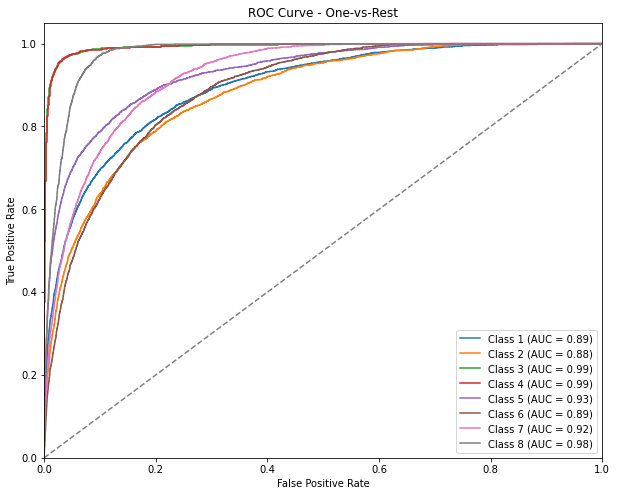 ROC Curve - One-vs-Rest
True Positive Rate
1.0
0.8
0.6
0.4
0.2
0.0
Class 1 (AUC = 0.89)
Class 2 (AUC = 0.88)
Class 3 (AUC = 0.99)
Class 4 (AUC = 0.99)
Class 5 (AUC = 0.93)
Class 6 (AUC = 0.89)
Class 7 (AUC = 0.92)
Class 8 (AUC = 0.98)
0.0 0.2 0.4 0.6 0.8 1.0
False Positive Rate